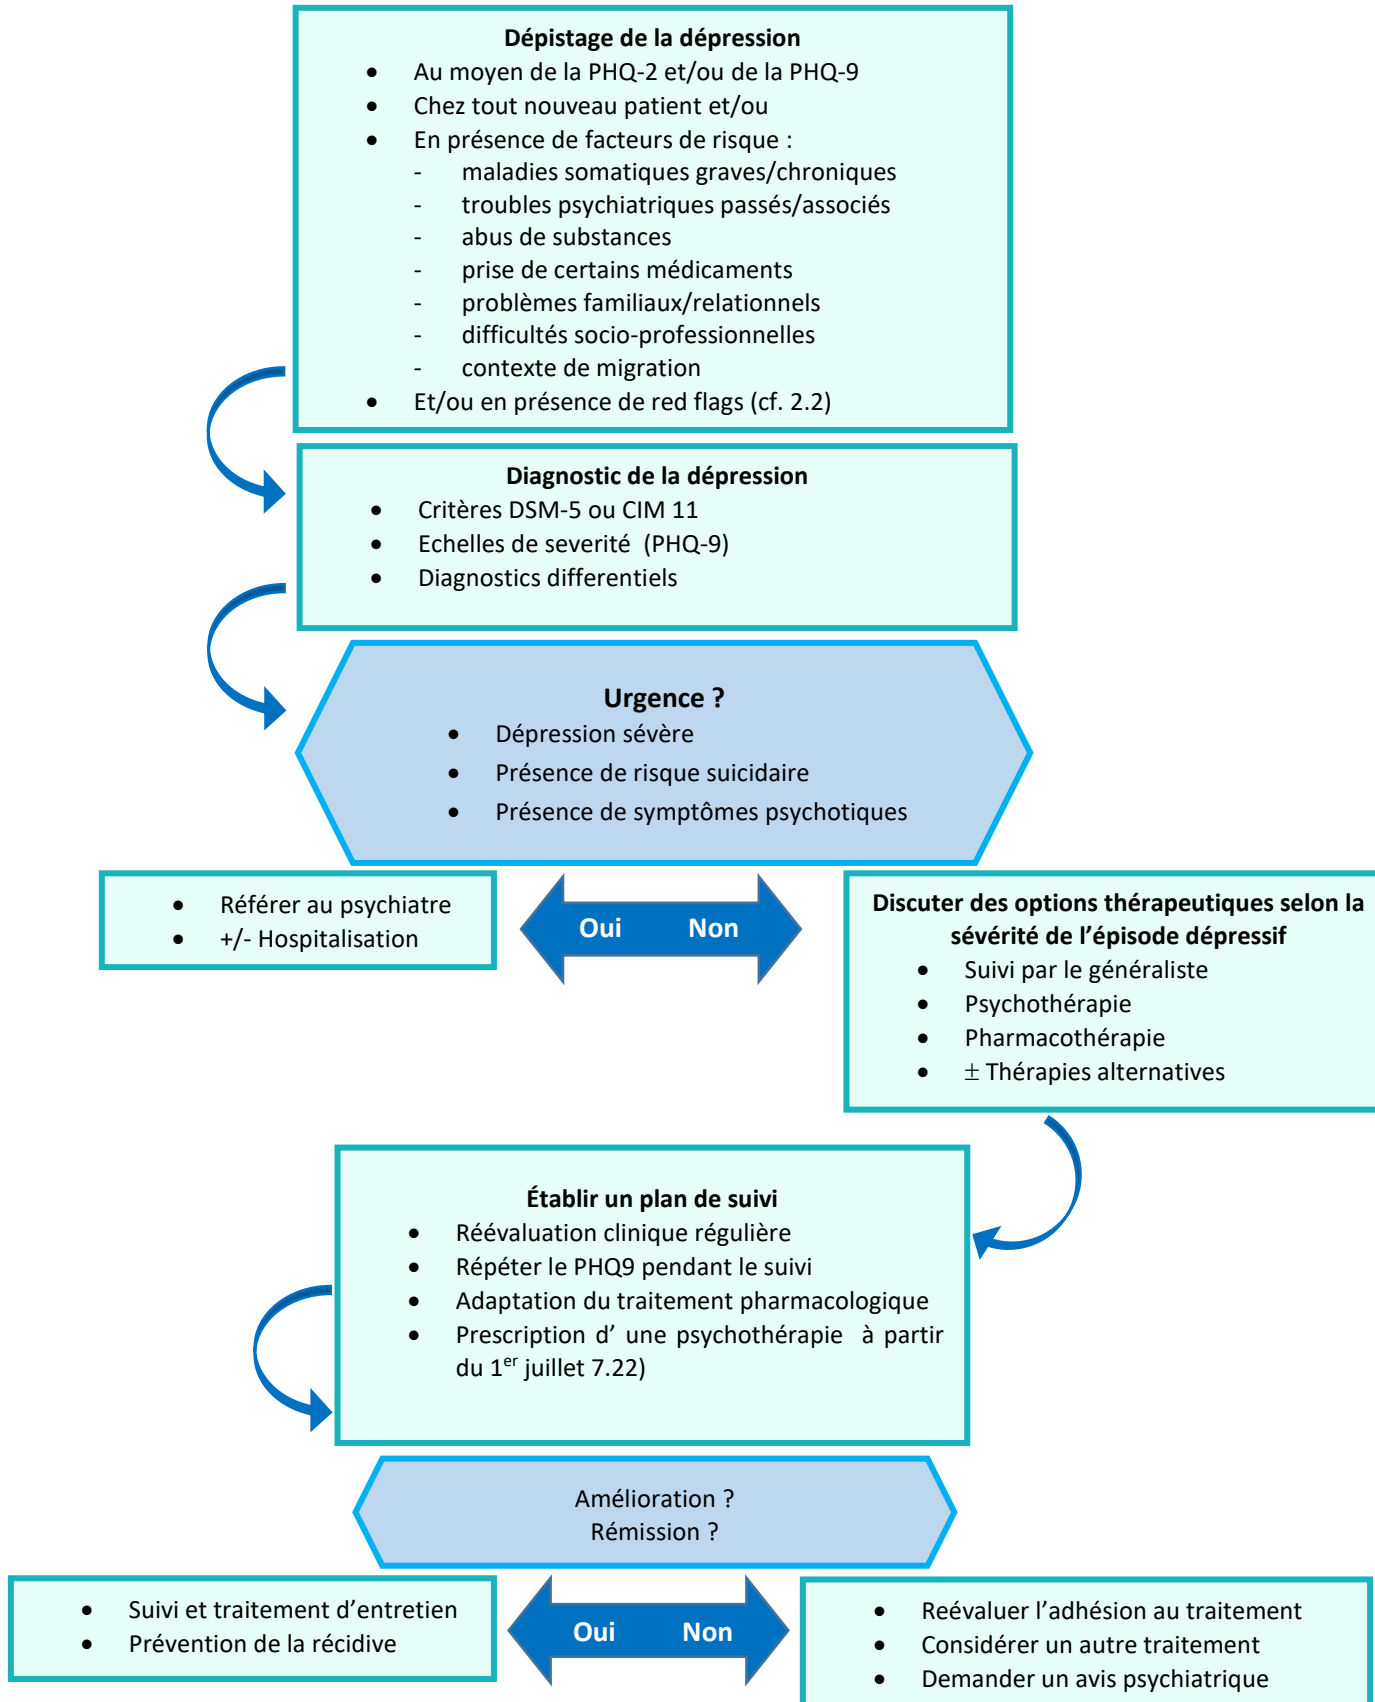 Dépistage de la dépression
• Au moyen de la PHQ-2 et/ou de la PHQ-9
• Chez tout nouveau patient et/ou
• En présence de facteurs de risque :
- maladies somatiques graves/chroniques
- troubles psychiatriques passés/associés
- abus de substances
- prise de certains médicaments
- problèmes familiaux/relationnels
- difficultés socio-professionnelles
- contexte de migration
• Et/ou en présence de red flags (cf. 2.2)
Diagnostic de la dépression
• Critères DSM-5 ou CIM 11
• Echelles de severité (PHQ-9)
• Diagnostics differentiels
Urgence ?
• Dépression sévère
• Présence de risque suicidaire
• Présence de symptômes psychotiques
• Référer au psychiatre
• +/- Hospitalisation
Oui Non
Discuter des options thérapeutiques selon la
sévérité de l'épisode dépressif
• Suivi par le généraliste
• Psychothérapie
• Pharmacothérapie
• ± Thérapies alternatives
Établir un plan de suivi
• Réévaluation clinique régulière
• Répéter le PHQ9 pendant le suivi
• Adaptation du traitement pharmacologique
• Prescription d' une psychothérapie à partir
du 1er juillet 7.22)
Amélioration ?
Rémission ?
• Suivi et traitement d'entretien
• Prévention de la récidive
Oui Non
• Reévaluer l'adhésion au traitement
• Considérer un autre traitement
• Demander un avis psychiatrique